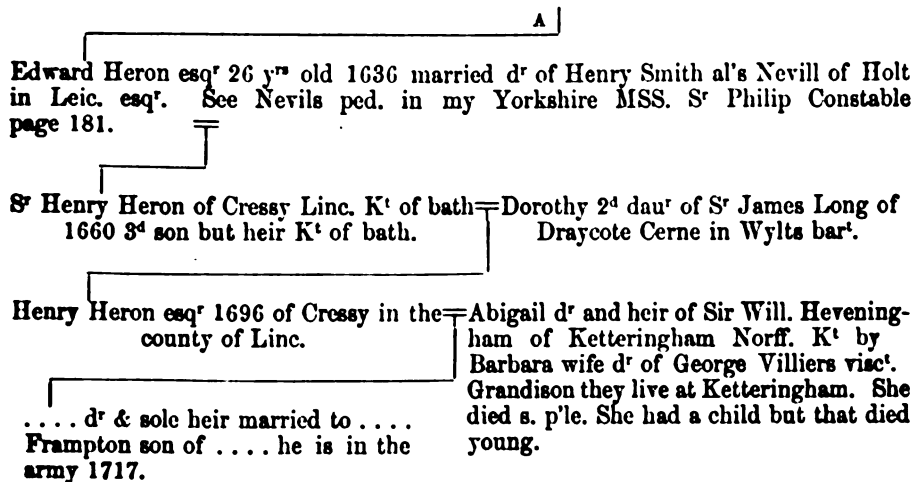 A
Edward Heron esqʳ 26 yʳˢ old 1636 married dʳ of Henry Smith al's Nevill of Holt
in Leic. esqʳ. See Nevils ped. in my Yorkshire MSS. Sʳ Philip Constable
page 181.
Sʳ Henry Heron of Cressy Linc. Kᵗ of bath=Dorothy 2ᵈ dauʳ of Sʳ James Long of
1660 3ᵈ son but heir Kᵗ of bath.
Draycote Cerne in Wylts barᵗ.
Henry Heron esqʳ 1696 of Cressy in the=Abigail dʳ and heir of Sir Will. Hevening-
county of Linc.
ham of Ketteringham Norff. Kᵗ by
Barbara wife dʳ of George Villiers viscᵗ.
Grandison they live at Ketteringham. She
died s. p'le. She had a child but that died
young.
. . . . dʳ & sole heir married to . . . .
Frampton son of . . . . he is in the
army 1717.